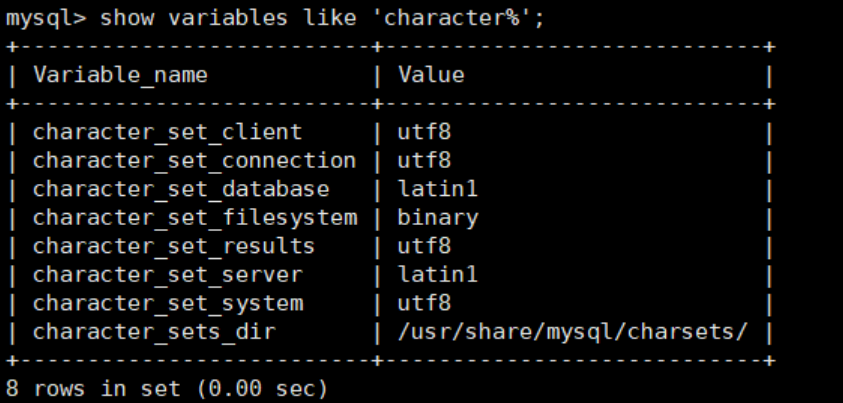 mysql> show variables like 'character%';
+--------------------------+----------------------------+
| Variable_name            | Value                      |
+--------------------------+----------------------------+
| character_set_client     | utf8                       |
| character_set_connection | utf8                       |
| character_set_database   | latin1                     |
| character_set_filesystem | binary                     |
| character_set_results    | utf8                       |
| character_set_server     | latin1                     |
| character_set_system     | utf8                       |
| character_sets_dir       | /usr/share/mysql/charsets/ |
+--------------------------+----------------------------+
8 rows in set (0.00 sec)